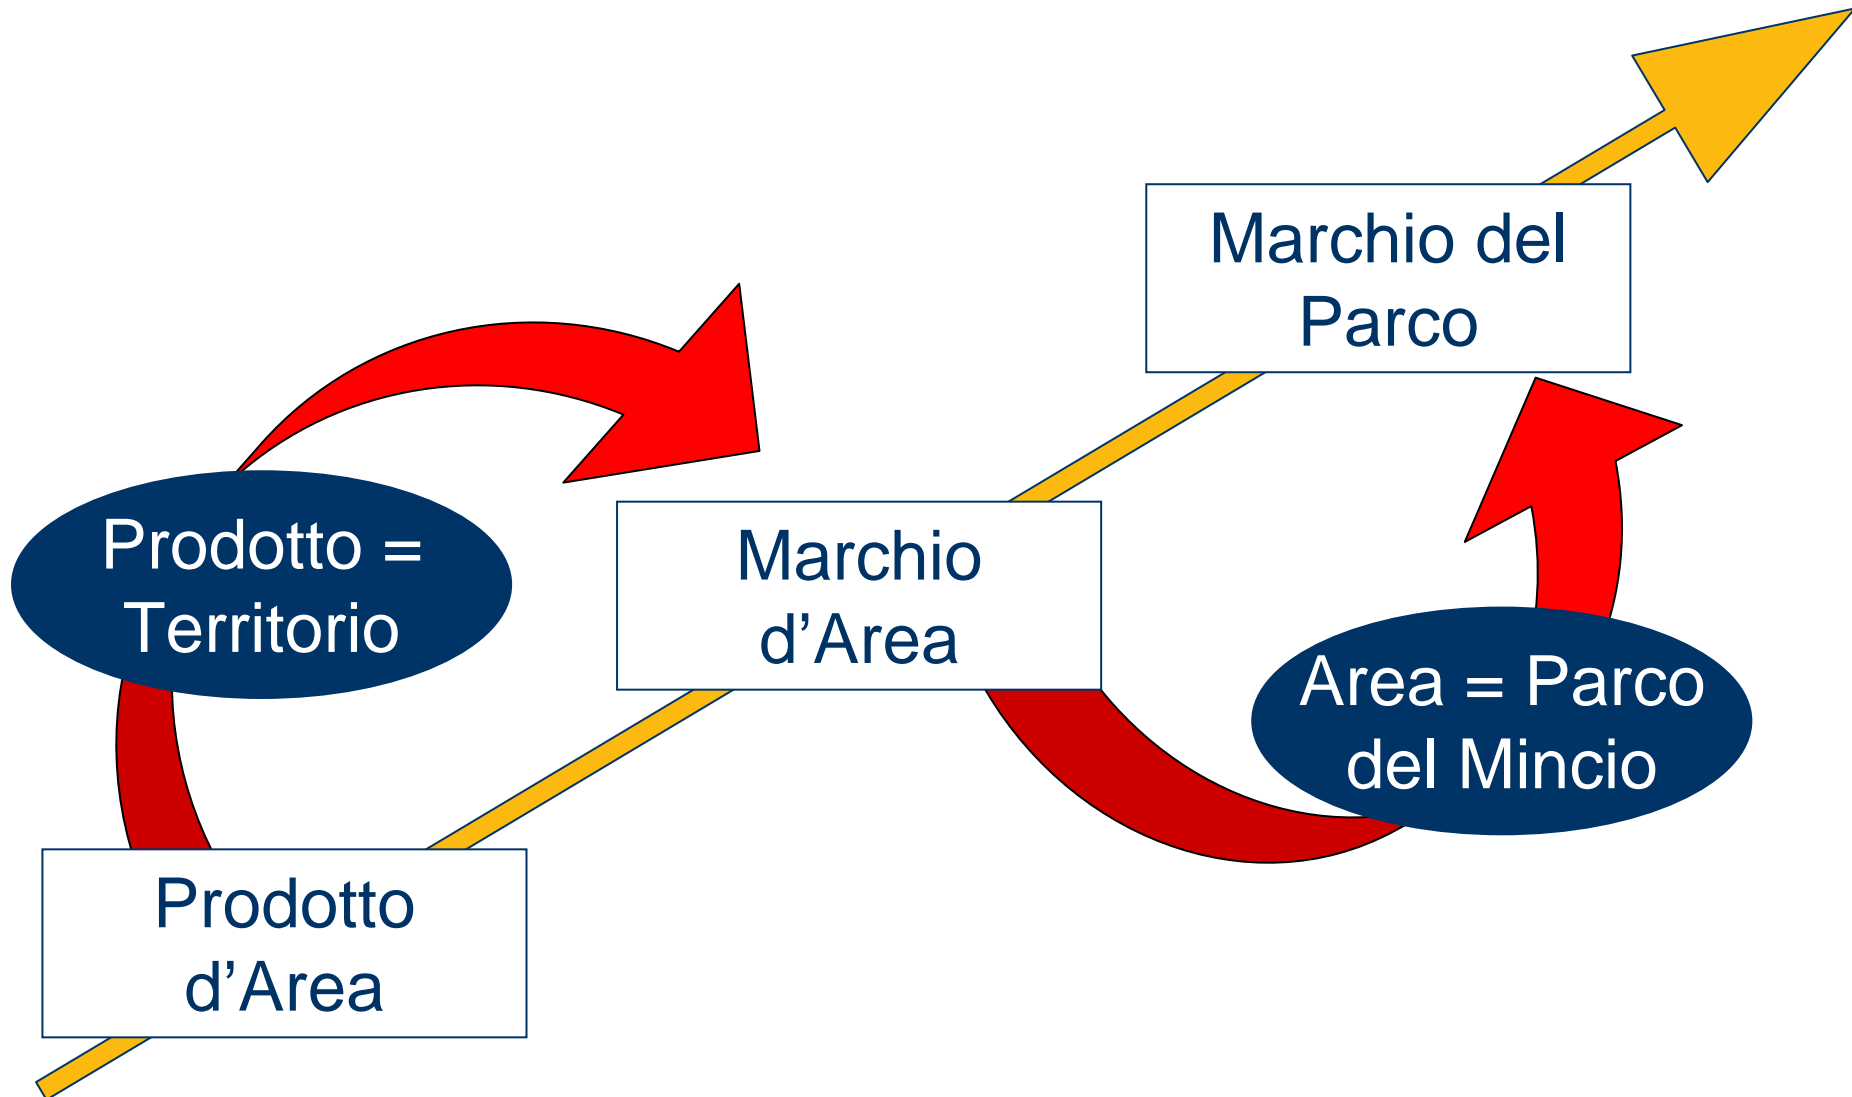 Marchio del
Parco
Prodotto =
Territorio
Marchio
d’Area
Area = Parco
del Mincio
Prodotto
d’Area